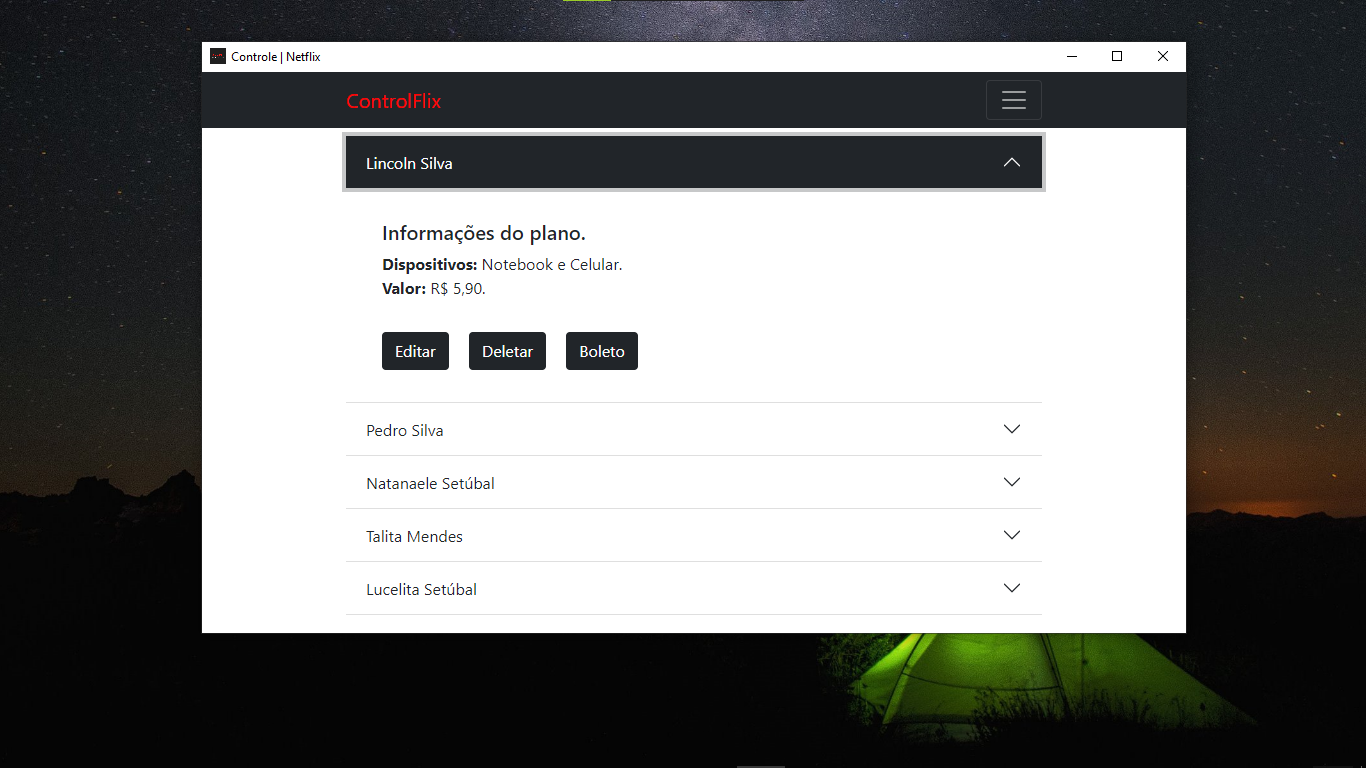 Controle | Netflix
ControlFlix
Lincoln Silva
Informações do plano.
Dispositivos: Notebook e Celular.
Valor: R$ 5,90.
Editar Deletar Boleto
Pedro Silva
Natanaele Setúbal
Talita Mendes
Lucelita Setúbal